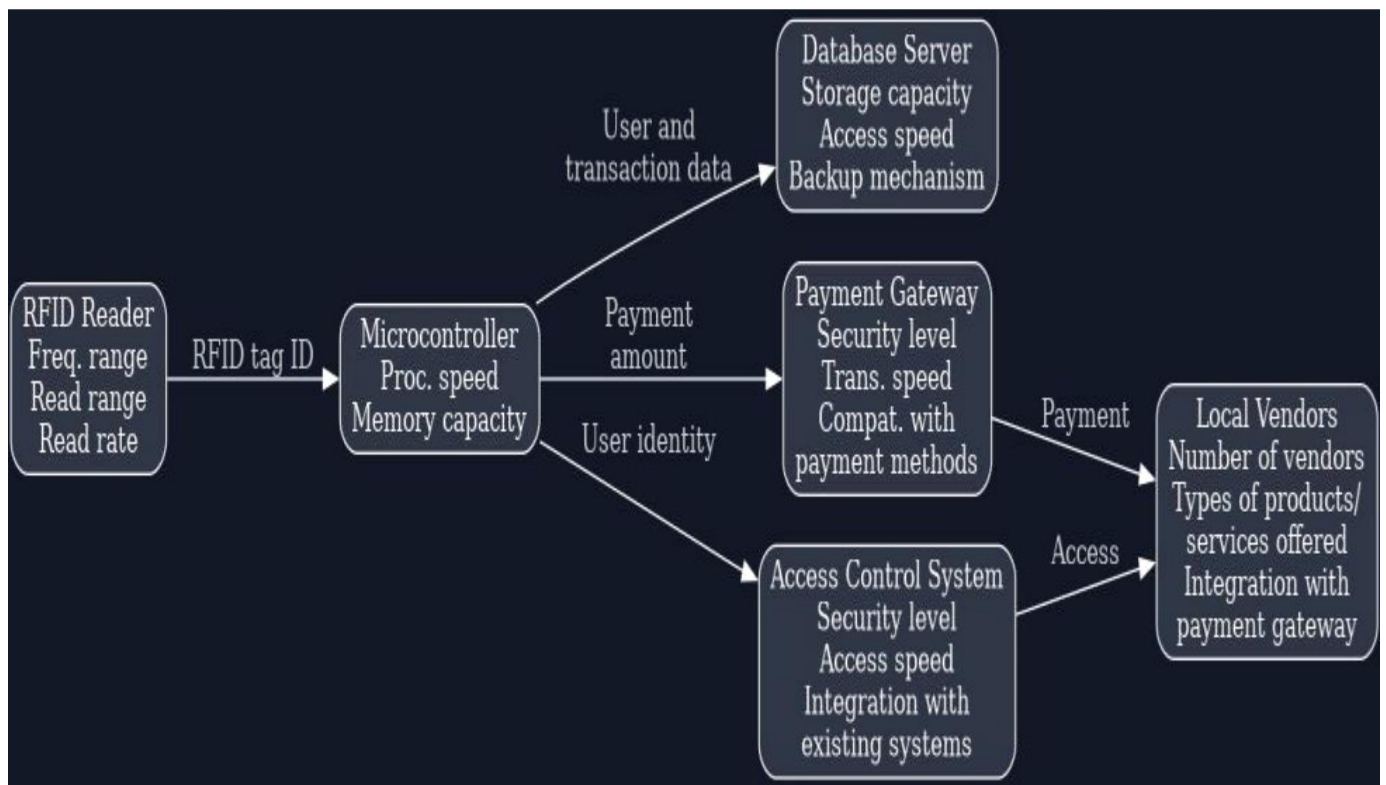 RFID Reader
Freq. range
Read range
Read rate
RFID tag ID
Microcontroller
Proc. speed
Memory capacity
User and
transaction data
Database Server
Storage capacity
Access speed
Backup mechanism
Payment
amount
Payment Gateway
Security level
Trans. speed
Compat. with
payment methods
User identity
Access Control System
Security level
Access speed
Integration with
existing systems
Payment
Access
Local Vendors
Number of vendors
Types of products/
services offered
Integration with
payment gateway